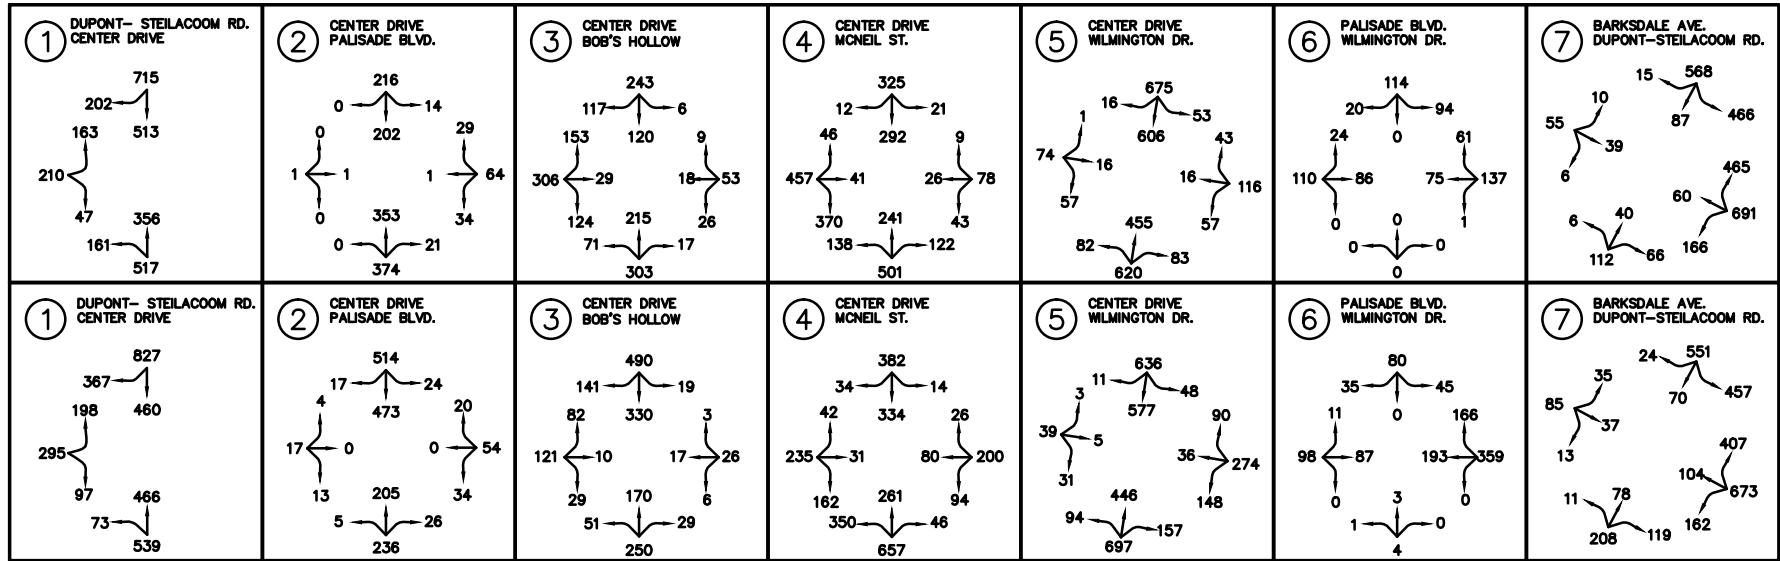 1 DUPONT- STEILACOOM RD.
CENTER DRIVE
715
202
163 513
210
47 356
161
517
2 CENTER DRIVE
PALISADE BLVD.
216
0 14
0 202 29
1 1 1 64
0 353 34
0 21
374
3 CENTER DRIVE
BOB'S HOLLOW
243
117 6
153 120 9
306 29 18 53
124 215 26
71 17
303
4 CENTER DRIVE
MCNEIL ST.
325
12 21
46 292 9
457 41 26 78
370 241 43
138 122
501
5 CENTER DRIVE
WILMINGTON DR.
675
16 53
1 606 43
74 16 16 116
57 455 57
82 83
620
6 PALISADE BLVD.
WILMINGTON DR.
114
20 94
24 0 61
110 86 75 137
0 0 1
0 0
0
7 BARKSDALE AVE.
DUPONT-STEILACOOM RD.
15 568
10 87 466
55 39
6 465
60 691
6 40 166
112 66
1 DUPONT- STEILACOOM RD.
CENTER DRIVE
827
367
198 460
295
97 466
73
539
2 CENTER DRIVE
PALISADE BLVD.
514
17 24
4 473 20
17 0 0 54
13 205 34
5 26
236
3 CENTER DRIVE
BOB'S HOLLOW
490
141 19
82 330 3
121 10 17 26
29 170 6
51 29
250
4 CENTER DRIVE
MCNEIL ST.
382
34 14
42 334 26
235 31 80 200
162 261 94
350 46
657
5 CENTER DRIVE
WILMINGTON DR.
636
11 48
3 577 90
39 5 36 274
31 446 148
94 157
697
6 PALISADE BLVD.
WILMINGTON DR.
80
35 45
11 0 166
98 87 193 359
0 3 0
1 0
4
7 BARKSDALE AVE.
DUPONT-STEILACOOM RD.
24 551
35 70 457
85 37
13 407
104 673
11 78 162
208 119